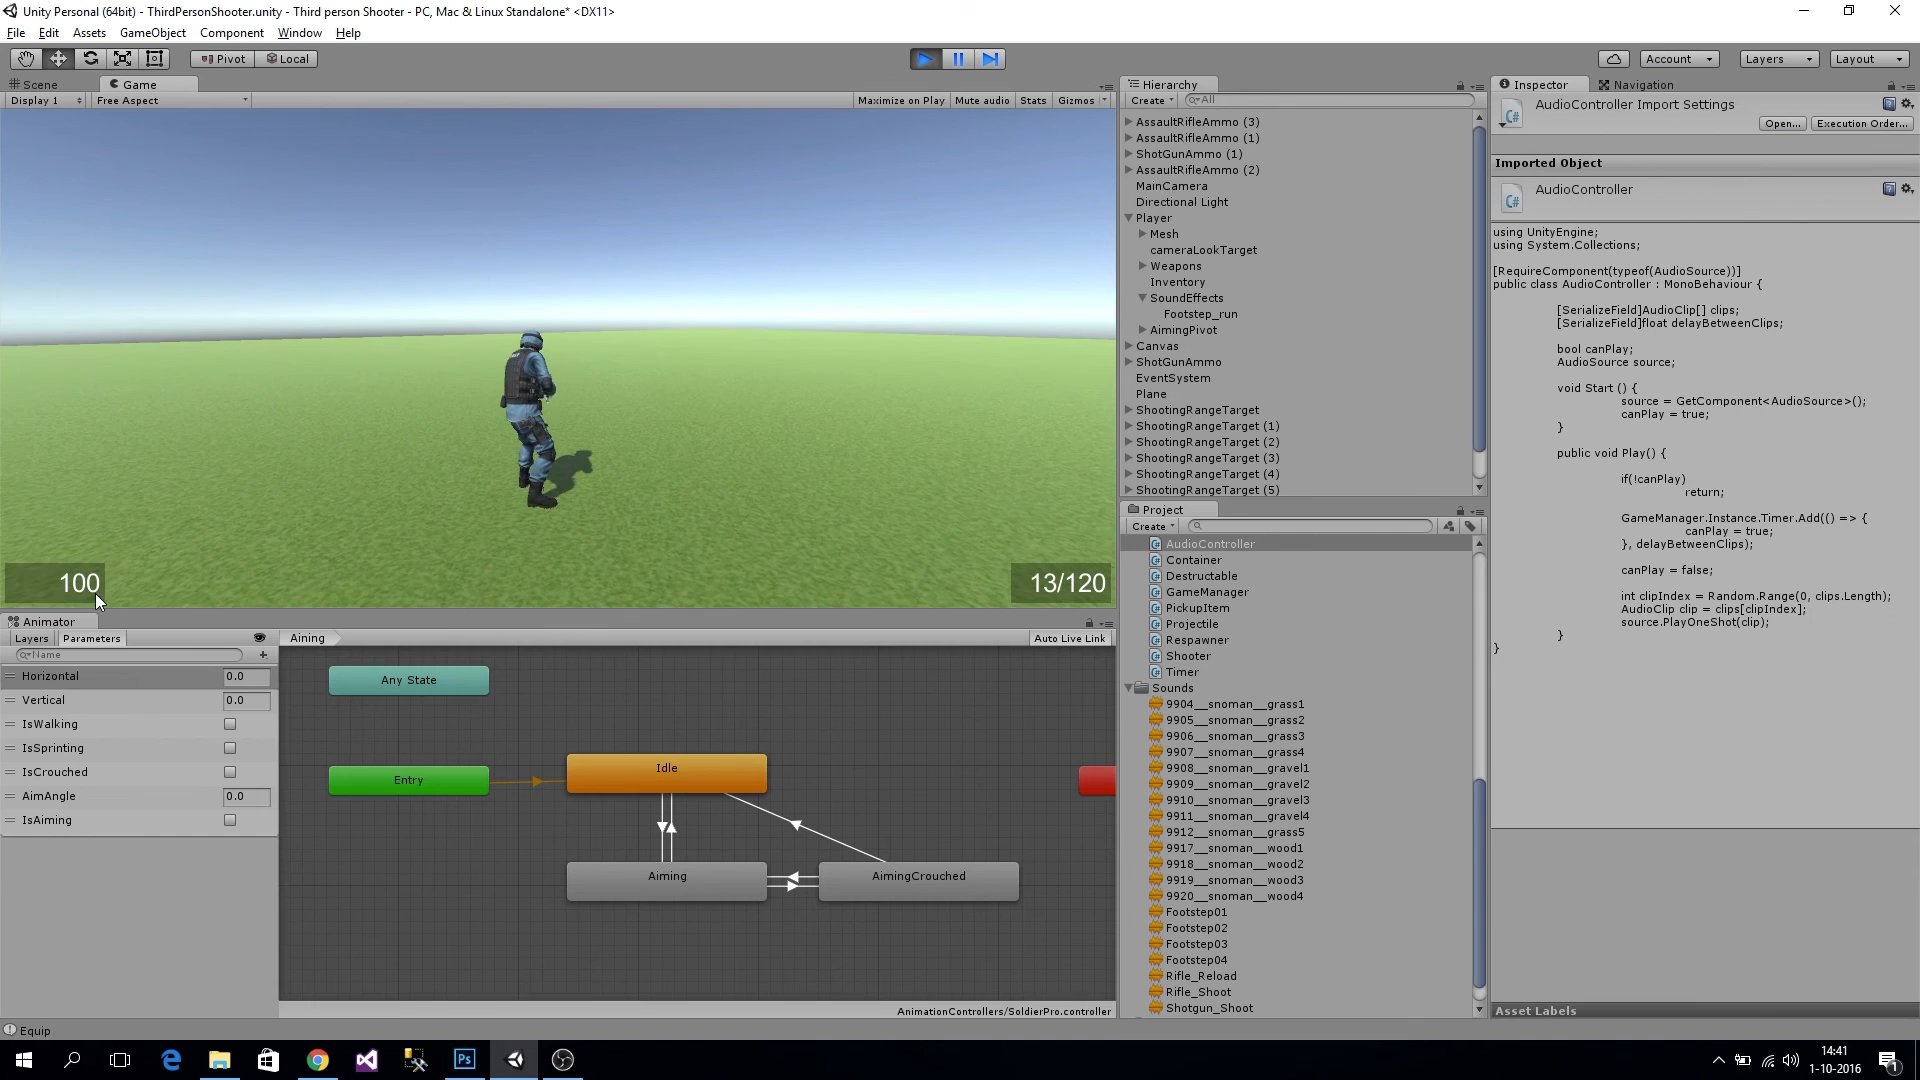 Unity Personal (64bit) - ThirdPersonShooter.unity - Third person Shooter - PC, Mac & Linux Standalone* <DX11>
File Edit Assets GameObject Component Window Help
Pivot Local Account Layers Layout
Scene Game
Display 1 Free Aspect Maximize on Play Mute audio Stats Gizmos
100
13/120
Animator
Layers Parameters Aining Auto Live Link
Name
Horizontal 0.0
Vertical 0.0
IsWalking
IsSprinting
IsCrouched
AimAngle 0.0
IsAiming
Any State
Entry
Idle
Aiming
AimingCrouched
AnimationControllers/SoldierPro.controller
Equip
Hierarchy
Create All
AssaultRifleAmmo (3)
AssaultRifleAmmo (1)
ShotGunAmmo (1)
AssaultRifleAmmo (2)
MainCamera
Directional Light
Player
Mesh
cameraLookTarget
Weapons
Inventory
SoundEffects
Footstep_run
AimingPivot
Canvas
ShotGunAmmo
EventSystem
Plane
ShootingRangeTarget
ShootingRangeTarget (1)
ShootingRangeTarget (2)
ShootingRangeTarget (3)
ShootingRangeTarget (4)
ShootingRangeTarget (5)
Project
Create
AudioController
Container
Destructable
GameManager
PickupItem
Projectile
Respawner
Shooter
Timer
Sounds
9904__snoman__grass1
9905__snoman__grass2
9906__snoman__grass3
9907__snoman__grass4
9908__snoman__gravel1
9909__snoman__gravel2
9910__snoman__gravel3
9911__snoman__gravel4
9912__snoman__grass5
9917__snoman__wood1
9918__snoman__wood2
9919__snoman__wood3
9920__snoman__wood4
Footstep01
Footstep02
Footstep03
Footstep04
Rifle_Reload
Rifle_Shoot
Shotgun_Shoot
Inspector Navigation
AudioController Import Settings
Open... Execution Order...
Imported Object
AudioController
using UnityEngine;
using System.Collections;
[RequireComponent(typeof(AudioSource))]
public class AudioController : MonoBehaviour {
[SerializeField]AudioClip[] clips;
[SerializeField]float delayBetweenClips;
bool canPlay;
AudioSource source;
void Start () {
source = GetComponent<AudioSource>();
canPlay = true;
}
public void Play() {
if(!canPlay)
return;
GameManager.Instance.Timer.Add(() => {
canPlay = true;
}, delayBetweenClips);
canPlay = false;
int clipIndex = Random.Range(0, clips.Length);
AudioClip clip = clips[clipIndex];
source.PlayOneShot(clip);
}
}
Asset Labels
14:41
1-10-2016
1